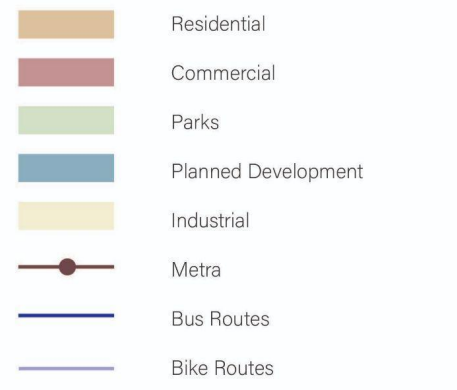 Residential
Commercial
Parks
Planned Development
Industrial
Metra
Bus Routes
Bike Routes